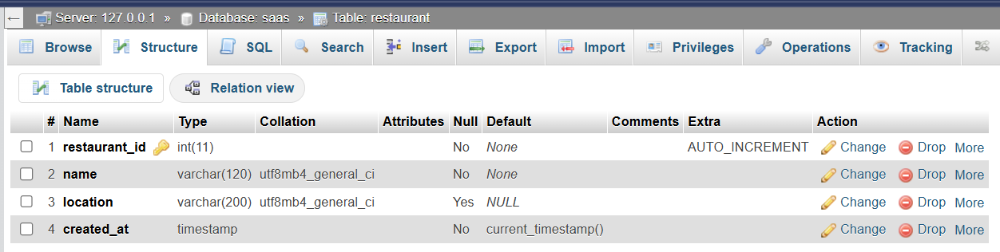 ← Server: 127.0.0.1 » Database: saas » Table: restaurant
Browse Structure SQL Search Insert Export Import Privileges Operations Tracking
Table structure Relation view
# Name Type Collation Attributes Null Default Comments Extra Action
1 restaurant_id int(11) No None AUTO_INCREMENT Change Drop More
2 name varchar(120) utf8mb4_general_ci No None Change Drop More
3 location varchar(200) utf8mb4_general_ci Yes NULL Change Drop More
4 created_at timestamp No current_timestamp() Change Drop More